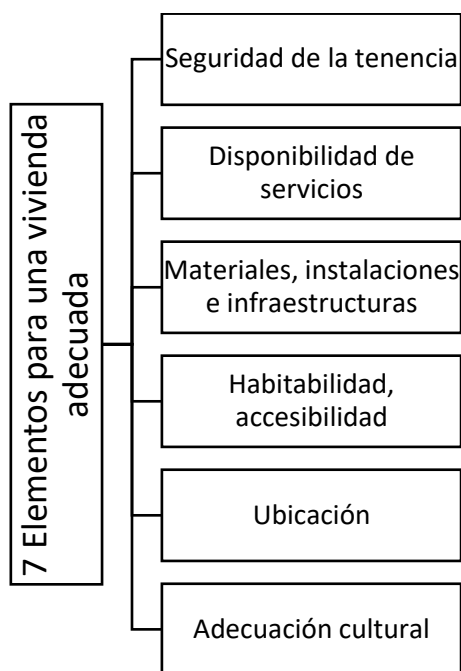 7 Elementos para una vivienda
adecuada
Seguridad de la tenencia
Disponibilidad de
servicios
Materiales, instalaciones
e infraestructuras
Habitabilidad,
accesibilidad
Ubicación
Adecuación cultural